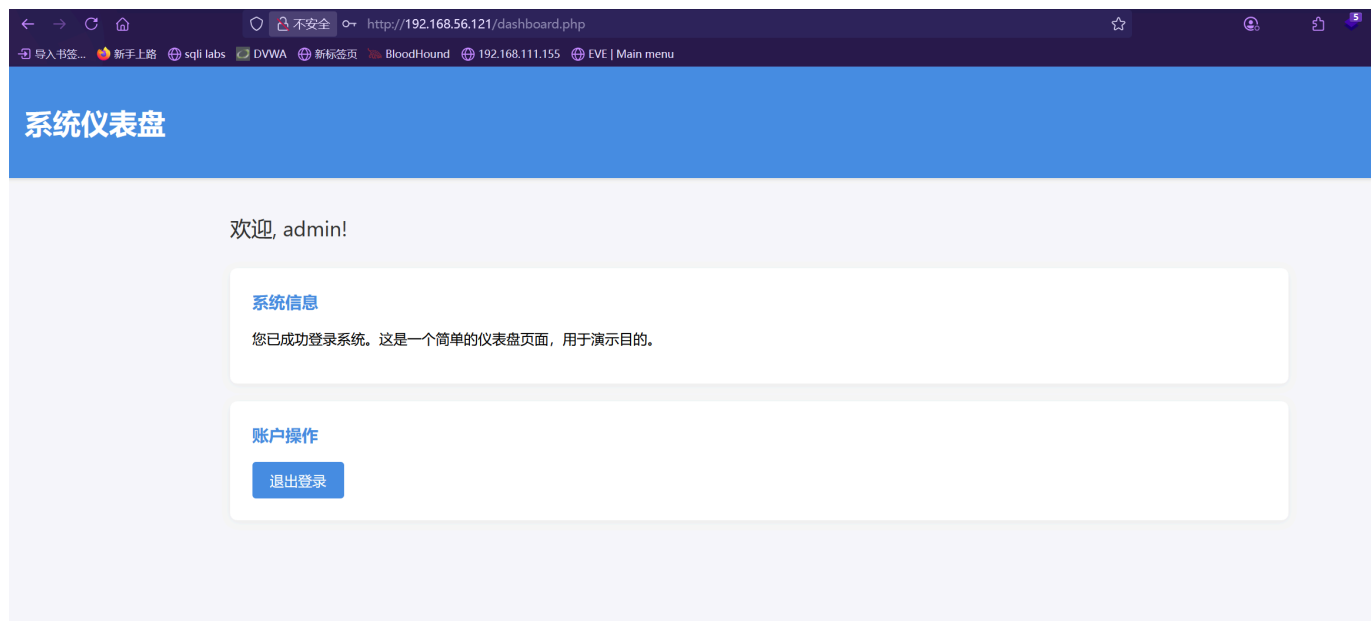 不安全 http://192.168.56.121/dashboard.php 5
导入书签... 新手上路 sqli labs DVWA 新标签页 BloodHound 192.168.111.155 EVE | Main menu
系统仪表盘
欢迎, admin!
系统信息
您已成功登录系统。这是一个简单的仪表盘页面，用于演示目的。
账户操作
退出登录